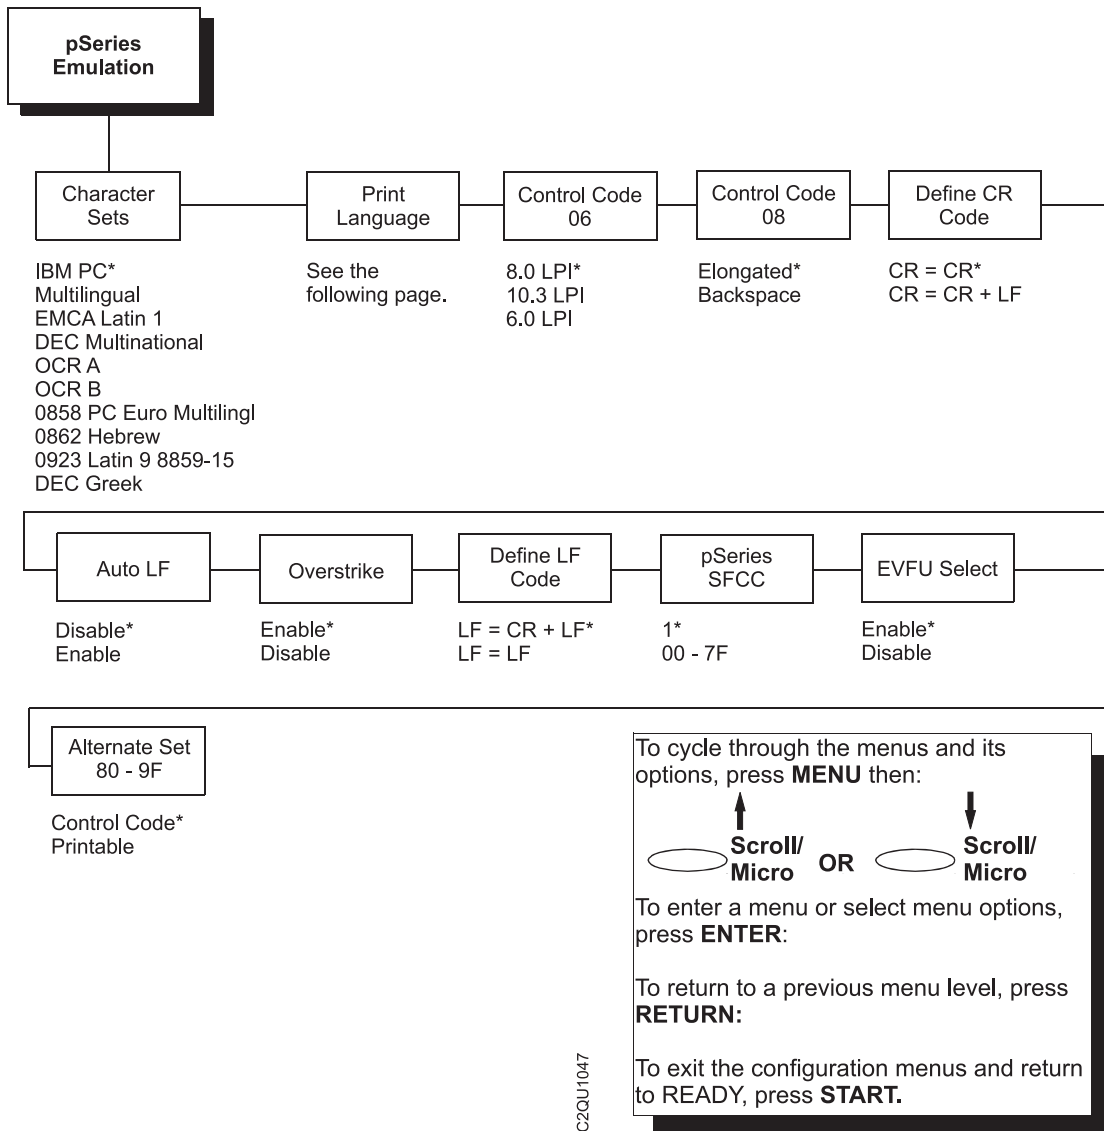 pSeries
Emulation
Character
Sets
Print
Language
Control Code
06
Control Code
08
Define CR
Code
IBM PC*
Multilingual
EMCA Latin 1
DEC Multinational
OCR A
OCR B
0858 PC Euro Multilingl
0862 Hebrew
0923 Latin 9 8859-15
DEC Greek
See the
following page.
8.0 LPI*
10.3 LPI
6.0 LPI
Elongated*
Backspace
CR = CR*
CR = CR + LF
Auto LF
Overstrike
Define LF
Code
pSeries
SFCC
EVFU Select
Disable*
Enable
Enable*
Disable
LF = CR + LF*
LF = LF
1*
00 - 7F
Enable*
Disable
Alternate Set
80 - 9F
Control Code*
Printable
To cycle through the menus and its
options, press MENU then:
Scroll/
Micro
OR
Scroll/
Micro
To enter a menu or select menu options,
press ENTER:
To return to a previous menu level, press
RETURN:
To exit the configuration menus and return
to READY, press START.
C2QU1047